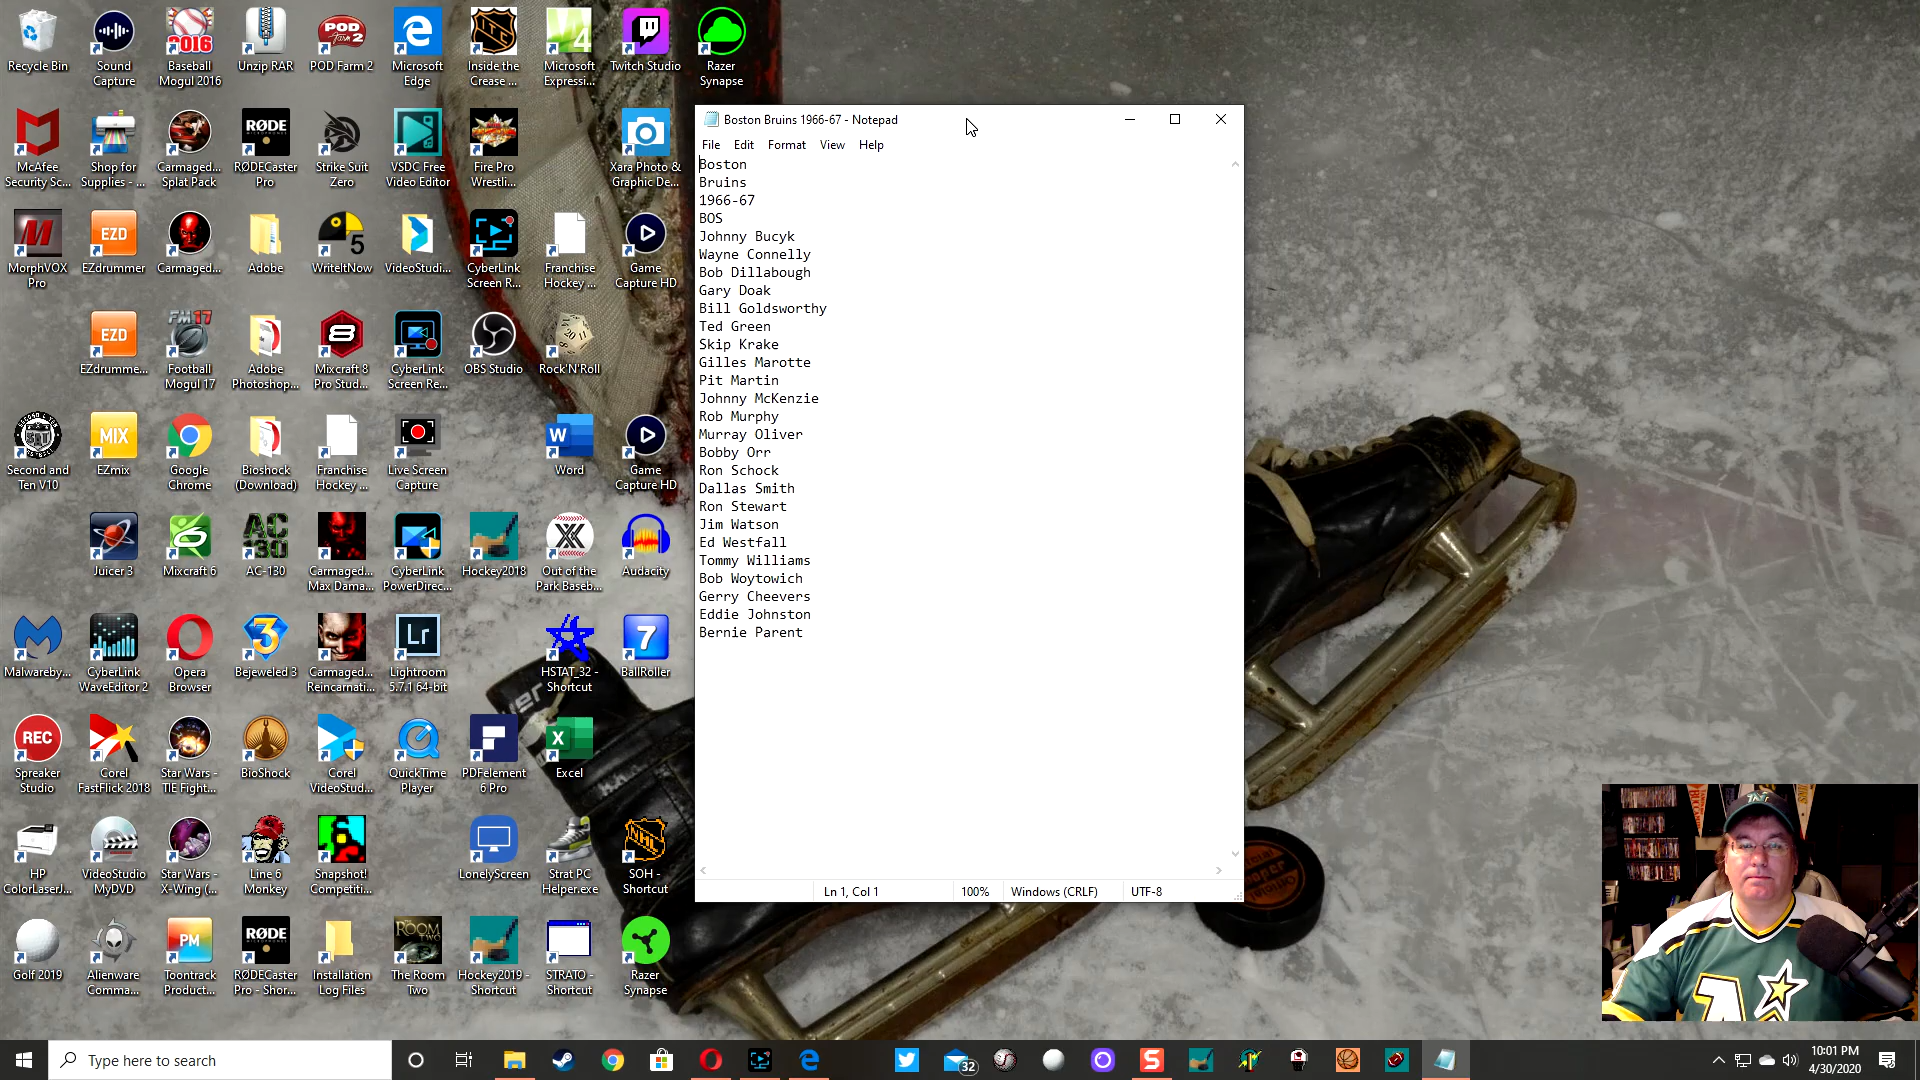 Recycle Bin
Sound
Capture
Baseball
Mogul 2016
Unzip RAR
POD Farm 2
Microsoft
Edge
Inside the
Crease ...
Microsoft
Expressi...
Twitch Studio
Razer
Synapse
McAfee
Security Sc...
Shop for
Supplies - ...
Carmaged...
Splat Pack
RØDECaster
Pro
Strike Suit
Zero
VSDC Free
Video Editor
Fire Pro
Wrestli...
Xara Photo &
Graphic De...
MorphVOX
Pro
EZdrummer
Carmaged...
Adobe
WriteItNow
VideoStudi...
CyberLink
Screen R...
Franchise
Hockey ...
Game
Capture HD
EZdrumme...
Football
Mogul 17
Adobe
Photoshop...
Mixcraft 8
Pro Stud...
CyberLink
Screen Re...
OBS Studio
Rock'N'Roll
Second and
Ten V10
EZmix
Google
Chrome
Bioshock
(Download)
Franchise
Hockey ...
Live Screen
Capture
Word
Game
Capture HD
Juicer 3
Mixcraft 6
AC-130
Carmaged...
Max Dama...
CyberLink
PowerDirec...
Hockey2018
Out of the
Park Baseb...
Audacity
Malwareby...
CyberLink
WaveEditor 2
Opera
Browser
Bejeweled 3
Carmaged...
Reincarnati...
Lightroom
5.7.1 64-bit
HSTAT_32 -
Shortcut
BallRoller
Spreaker
Studio
Corel
FastFlick 2018
Star Wars -
TIE Fight...
BioShock
Corel
VideoStud...
QuickTime
Player
PDFelement
6 Pro
Excel
HP
ColorLaserJ...
VideoStudio
MyDVD
Star Wars -
X-Wing (...
Line 6
Monkey
Snapshot!
Competiti...
LonelyScreen
Strat PC
Helper.exe
SOH -
Shortcut
Golf 2019
Alienware
Comma...
Toontrack
Product...
RØDECaster
Pro - Shor...
Installation
Log Files
The Room
Two
Hockey2019 -
Shortcut
STRATO -
Shortcut
Razer
Synapse
Boston Bruins 1966-67 - Notepad
File Edit Format View Help
Boston
Bruins
1966-67
BOS
Johnny Bucyk
Wayne Connelly
Bob Dillabough
Gary Doak
Bill Goldsworthy
Ted Green
Skip Krake
Gilles Marotte
Pit Martin
Johnny McKenzie
Rob Murphy
Murray Oliver
Bobby Orr
Ron Schock
Dallas Smith
Ron Stewart
Jim Watson
Ed Westfall
Tommy Williams
Bob Woytowich
Gerry Cheevers
Eddie Johnston
Bernie Parent
Ln 1, Col 1 100% Windows (CRLF) UTF-8
Type here to search
32
10:01 PM
4/30/2020